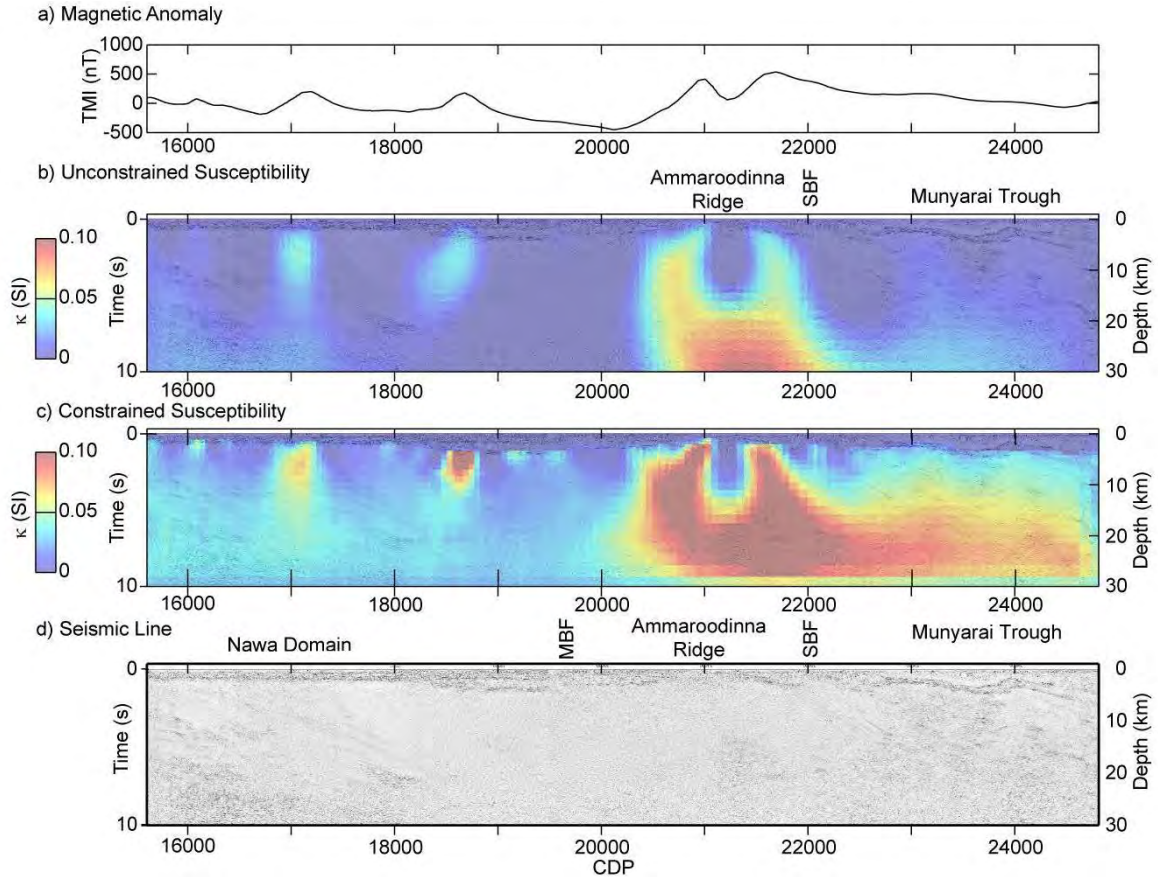 a) Magnetic Anomaly
TMI (nT)
1000
500
0
-500
16000 18000 20000 22000 24000
b) Unconstrained Susceptibility
Ammaroodinna
Ridge
SBF
Munyarai Trough
κ (SI)
0.10
0.05
0
Time (s)
0
10
Depth (km)
0
10
20
30
16000 18000 20000 22000 24000
c) Constrained Susceptibility
κ (SI)
0.10
0.05
0
Time (s)
0
10
Depth (km)
0
10
20
30
16000 18000 20000 22000 24000
d) Seismic Line
Nawa Domain
MBF
Ammaroodinna
Ridge
SBF
Munyarai Trough
Time (s)
0
10
Depth (km)
0
10
20
30
16000 18000 20000 22000 24000
CDP